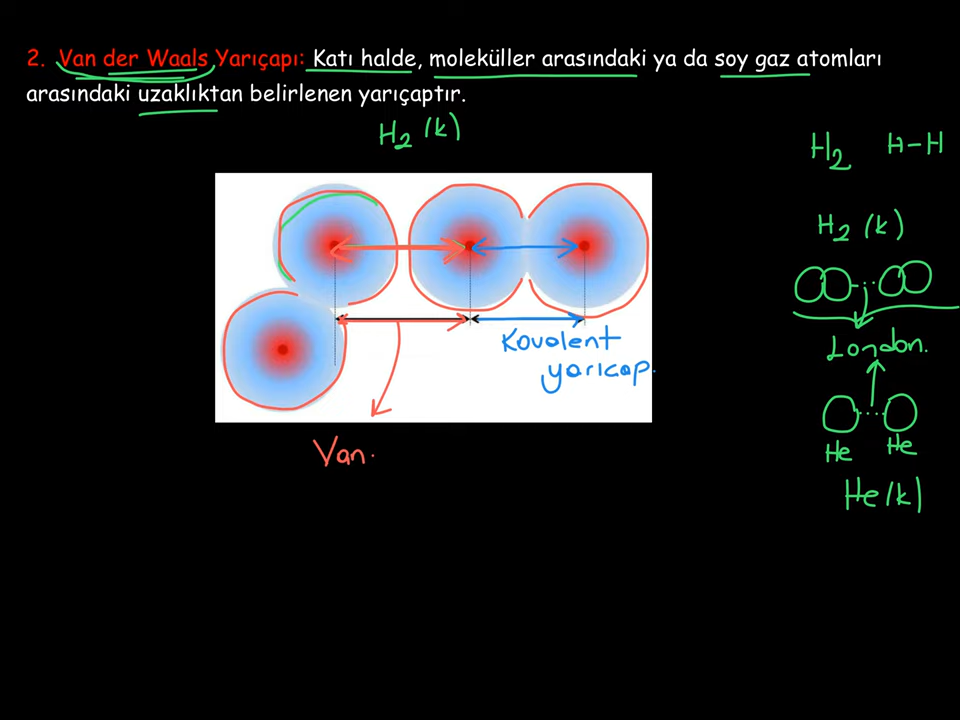 2. Van der Waals Yarıçapı: Katı halde, moleküller arasındaki ya da soy gaz atomları
arasındaki uzaklıktan belirlenen yarıçaptır.
H2 (k)
H2 H-H
H2 (k)
Kovalent
yarıcap.
London.
He He
He(k)
Van.